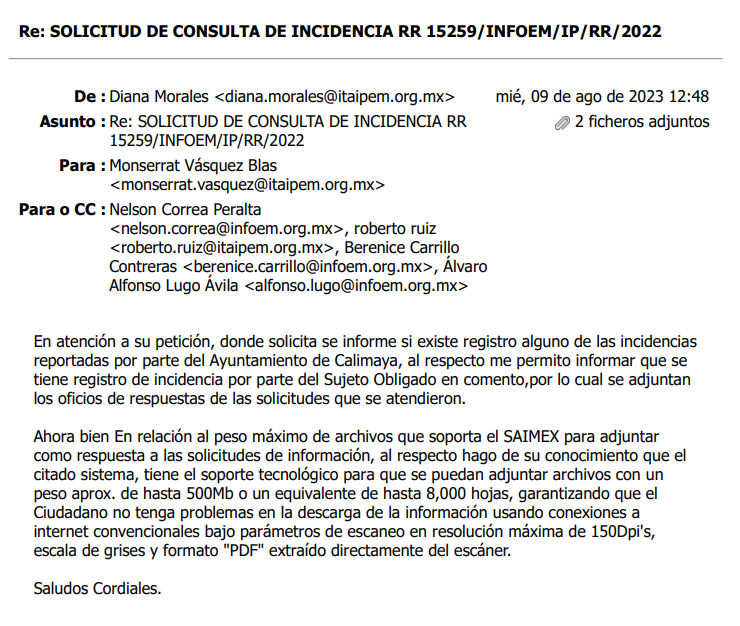 Re: SOLICITUD DE CONSULTA DE INCIDENCIA RR 15259/INFOEM/IP/RR/2022
De : Diana Morales <diana.morales@itaipem.org.mx>
mié, 09 de ago de 2023 12:48
Asunto : Re: SOLICITUD DE CONSULTA DE INCIDENCIA RR
15259/INFOEM/IP/RR/2022
2 ficheros adjuntos
Para : Monserrat Vásquez Blas
<monserrat.vasquez@itaipem.org.mx>
Para o CC : Nelson Correa Peralta
<nelson.correa@infoem.org.mx>, roberto ruiz
<roberto.ruiz@itaipem.org.mx>, Berenice Carrillo
Contreras <berenice.carrillo@infoem.org.mx>, Álvaro
Alfonso Lugo Ávila <alfonso.lugo@infoem.org.mx>
En atención a su petición, donde solicita se informe si existe registro alguno de las incidencias
reportadas por parte del Ayuntamiento de Calimaya, al respecto me permito informar que se
tiene registro de incidencia por parte del Sujeto Obligado en comento,por lo cual se adjuntan
los oficios de respuestas de las solicitudes que se atendieron.
Ahora bien En relación al peso máximo de archivos que soporta el SAIMEX para adjuntar
como respuesta a las solicitudes de información, al respecto hago de su conocimiento que el
citado sistema, tiene el soporte tecnológico para que se puedan adjuntar archivos con un
peso aprox. de hasta 500Mb o un equivalente de hasta 8,000 hojas, garantizando que el
Ciudadano no tenga problemas en la descarga de la información usando conexiones a
internet convencionales bajo parámetros de escaneo en resolución máxima de 150Dpi's,
escala de grises y formato "PDF" extraído directamente del escáner.
Saludos Cordiales.